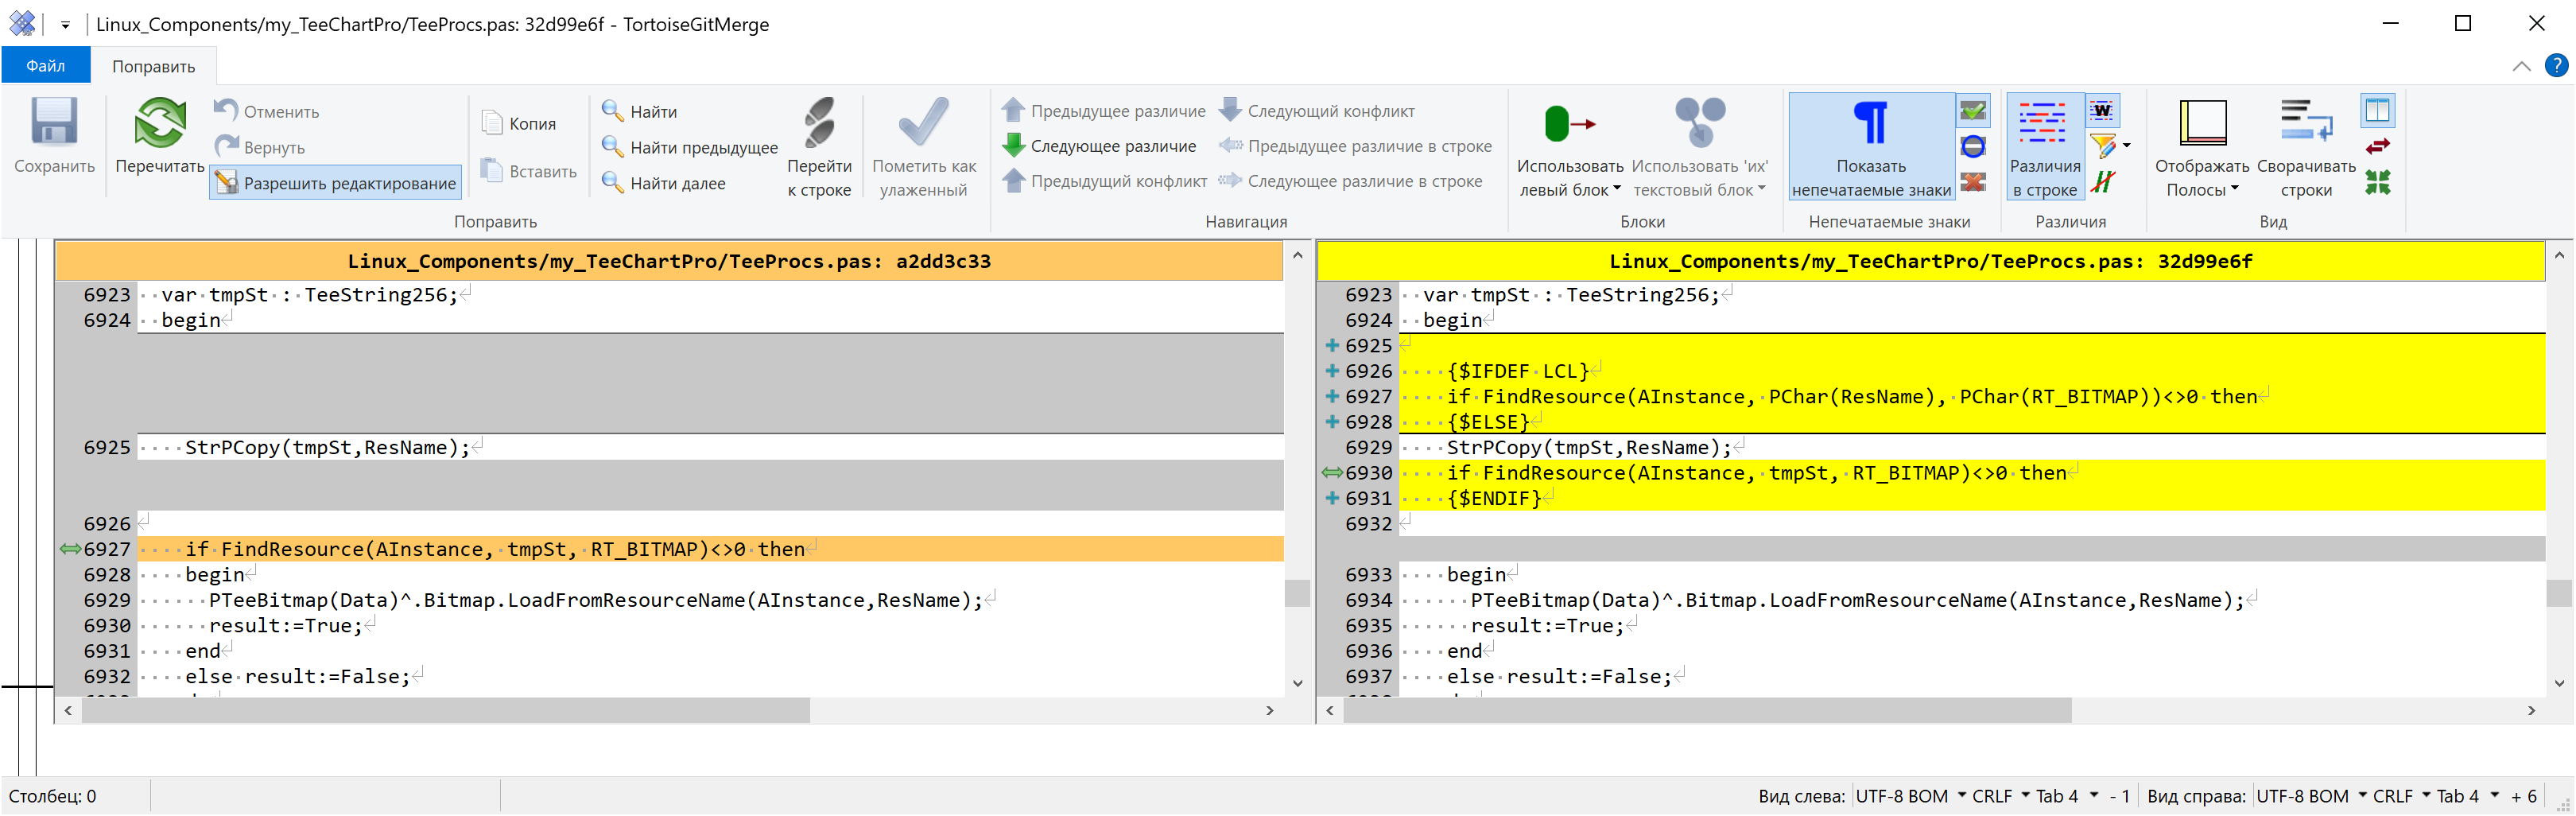 Linux_Components/my_TeeChartPro/TeeProcs.pas: 32d99e6f - TortoiseGitMerge
Файл
Поправить
Сохранить
Перечитать
Отменить
Вернуть
Разрешить редактирование
Копия
Вставить
Найти
Найти предыдущее
Найти далее
Перейти
к строке
Пометить как
улаженный
Предыдущее различие
Следующее различие
Предыдущий конфликт
Следующий конфликт
Предыдущее различие в строке
Следующее различие в строке
Использовать
левый блок
Использовать 'их'
текстовый блок
Показать
непечатаемые знаки
Различия
в строке
Отображать
Полосы
Сворачивать
строки
Поправить
Навигация
Блоки
Непечатаемые знаки
Различия
Вид
Linux_Components/my_TeeChartPro/TeeProcs.pas: a2dd3c33
6923 var tmpSt : TeeString256;
6924 begin
6925 StrPCopy(tmpSt,ResName);
6926
6927 if FindResource(AInstance, tmpSt, RT_BITMAP)<>0 then
6928 begin
6929 PTeeBitmap(Data)^.Bitmap.LoadFromResourceName(AInstance,ResName);
6930 result:=True;
6931 end
6932 else result:=False;
Linux_Components/my_TeeChartPro/TeeProcs.pas: 32d99e6f
6923 var tmpSt : TeeString256;
6924 begin
6925
6926 {$IFDEF LCL}
6927 if FindResource(AInstance, PChar(ResName), PChar(RT_BITMAP))<>0 then
6928 {$ELSE}
6929 StrPCopy(tmpSt,ResName);
6930 if FindResource(AInstance, tmpSt, RT_BITMAP)<>0 then
6931 {$ENDIF}
6932
6933 begin
6934 PTeeBitmap(Data)^.Bitmap.LoadFromResourceName(AInstance,ResName);
6935 result:=True;
6936 end
6937 else result:=False;
Столбец: 0
Вид слева: UTF-8 BOM CRLF Tab 4 - 1
Вид справа: UTF-8 BOM CRLF Tab 4 + 6